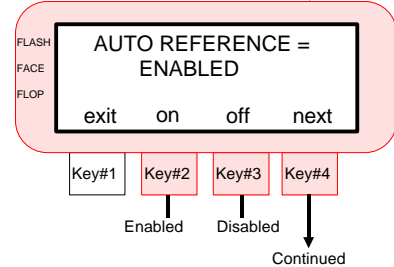 FLASH
FACE
FLOP
AUTO REFERENCE =
ENABLED
exit on off next
Key#1 Key#2 Key#3 Key#4
Enabled Disabled
Continued